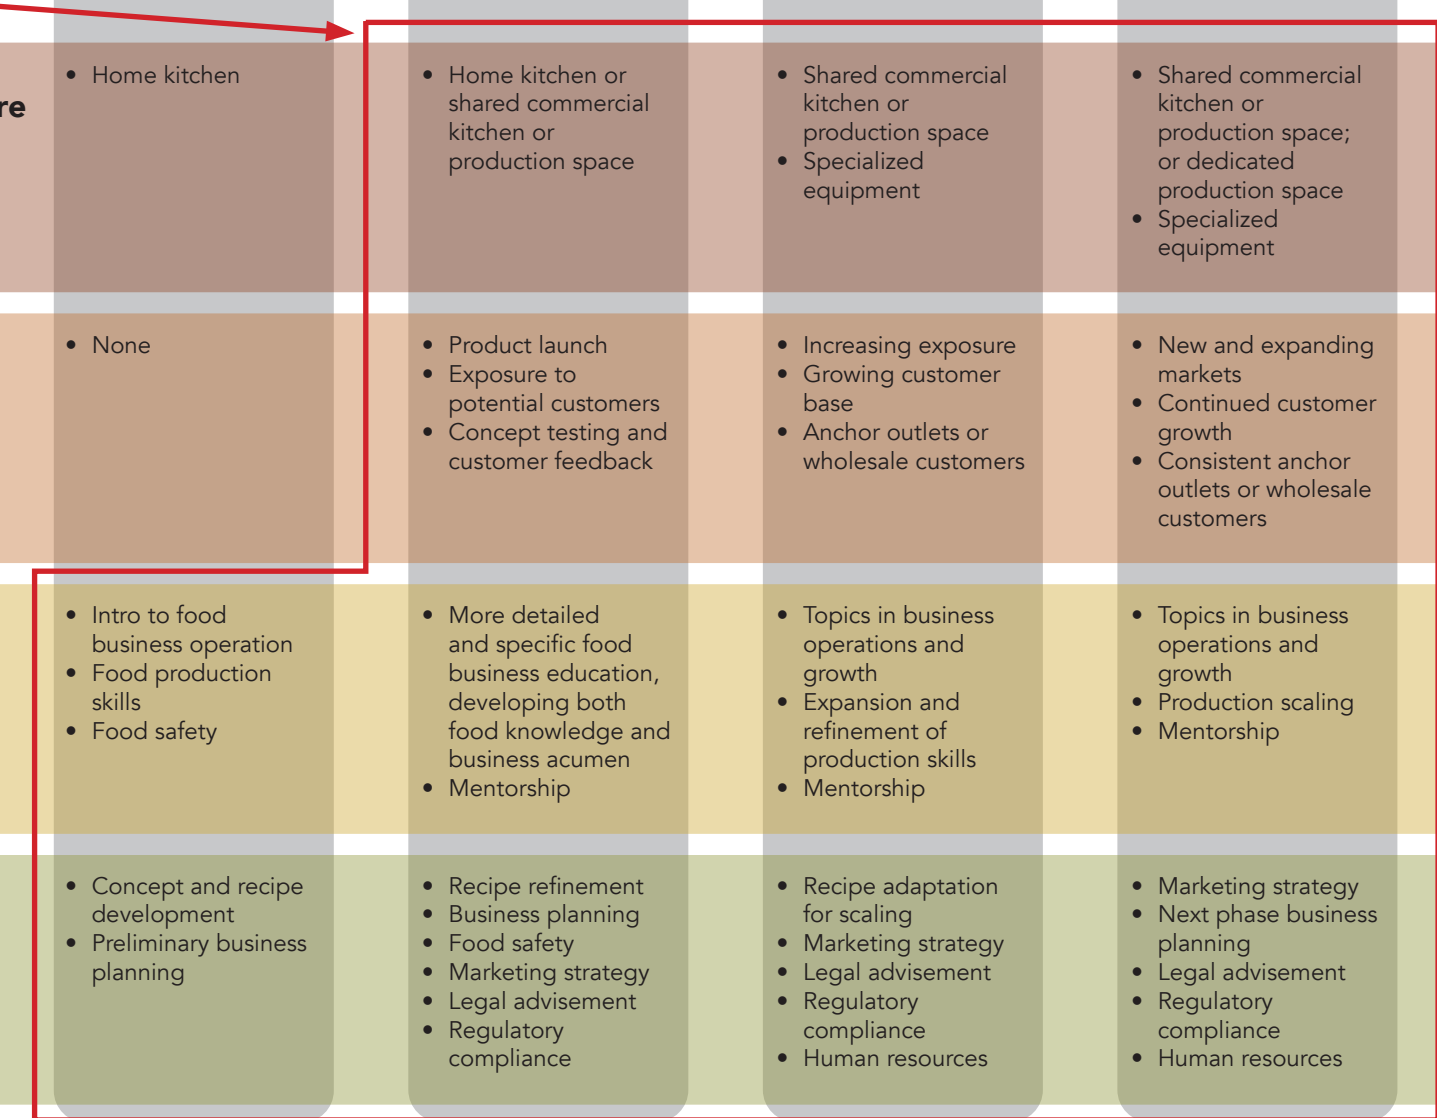 re
• Home kitchen
• Home kitchen or
shared commercial
kitchen or
production space
• Shared commercial
kitchen or
production space
• Specialized
equipment
• Shared commercial
kitchen or
production space;
or dedicated
production space
• Specialized
equipment
• None
• Product launch
• Exposure to
potential customers
• Concept testing and
customer feedback
• Increasing exposure
• Growing customer
base
• Anchor outlets or
wholesale customers
• New and expanding
markets
• Continued customer
growth
• Consistent anchor
outlets or wholesale
customers
• Intro to food
business operation
• Food production
skills
• Food safety
• More detailed
and specific food
business education,
developing both
food knowledge and
business acumen
• Mentorship
• Topics in business
operations and
growth
• Expansion and
refinement of
production skills
• Mentorship
• Topics in business
operations and
growth
• Production scaling
• Mentorship
• Concept and recipe
development
• Preliminary business
planning
• Recipe refinement
• Business planning
• Food safety
• Marketing strategy
• Legal advisement
• Regulatory
compliance
• Recipe adaptation
for scaling
• Marketing strategy
• Legal advisement
• Regulatory
compliance
• Human resources
• Marketing strategy
• Next phase business
planning
• Legal advisement
• Regulatory
compliance
• Human resources